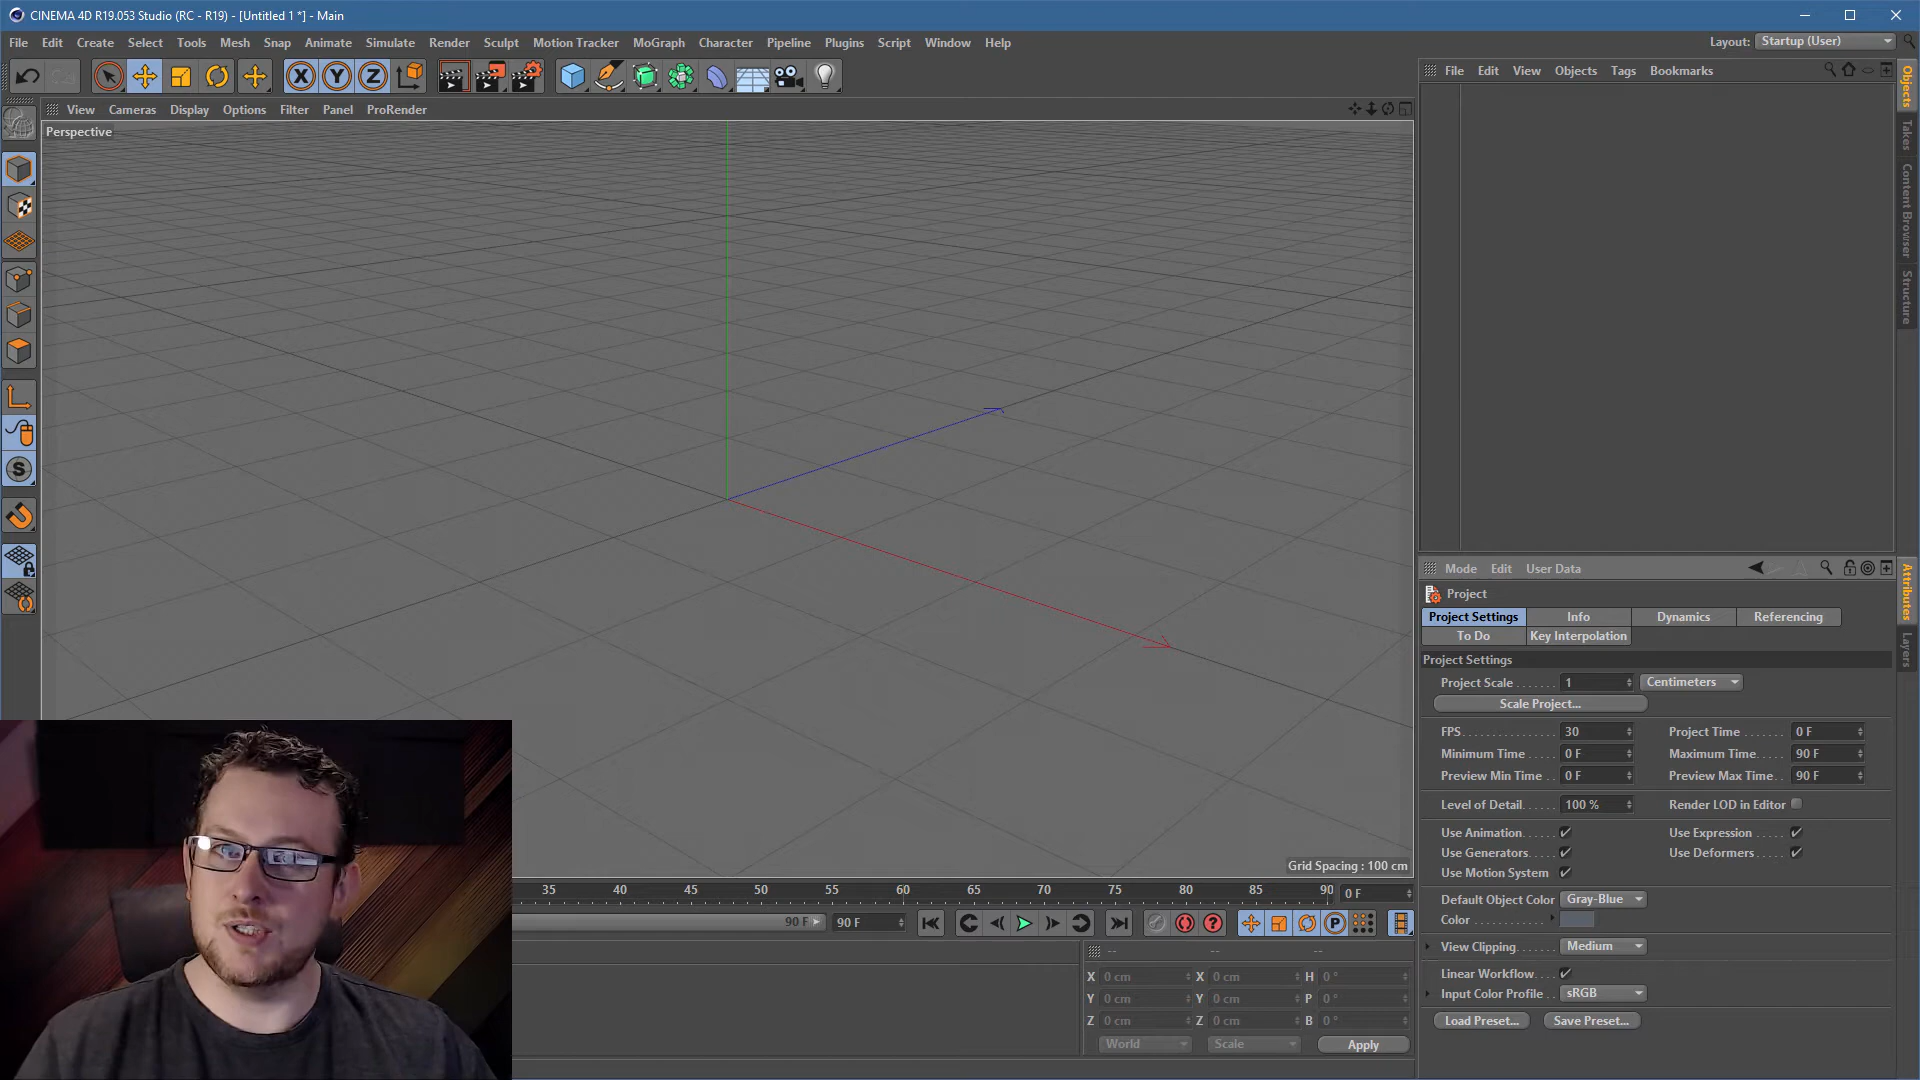 CINEMA 4D R19.053 Studio (RC - R19) - [Untitled 1 *] - Main
File Edit Create Select Tools Mesh Snap Animate Simulate Render Sculpt Motion Tracker MoGraph Character Pipeline Plugins Script Window Help
Layout: Startup (User)
X Y Z
File Edit View Objects Tags Bookmarks
View Cameras Display Options Filter Panel ProRender
Perspective
Objects
Takes
Content Browser
Structure
S
Grid Spacing : 100 cm
35 40 45 50 55 60 65 70 75 80 85 90 0 F
90 F 90 F
P
-- -- --
X 0 cm X 0 cm H 0 °
Y 0 cm Y 0 cm P 0 °
Z 0 cm Z 0 cm B 0 °
World Scale Apply
Mode Edit User Data
Attributes
Layers
Project
Project Settings Info Dynamics Referencing
To Do Key Interpolation
Project Settings
Project Scale . . . . . . . 1 Centimeters
Scale Project...
FPS. . . . . . . . . . . . . . . 30 Project Time . . . . . . . 0 F
Minimum Time . . . . 0 F Maximum Time. . . . . 90 F
Preview Min Time . . 0 F Preview Max Time. . 90 F
Level of Detail. . . . . . 100 % Render LOD in Editor
Use Animation. . . . . Use Expression . . . . .
Use Generators. . . . . Use Deformers. . . . .
Use Motion System
Default Object Color Gray-Blue
Color . . . . . . . . . . . . .
View Clipping. . . . . . . Medium
Linear Workflow. . . .
Input Color Profile . . sRGB
Load Preset... Save Preset...